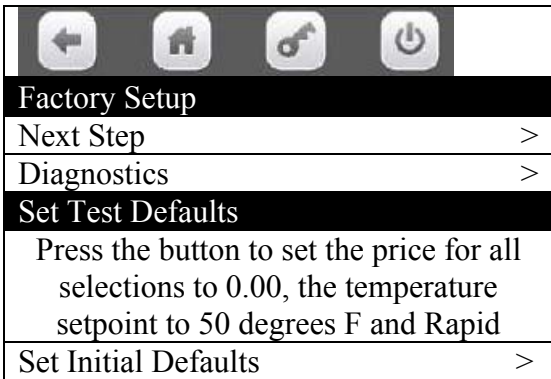 Factory Setup
Next Step >
Diagnostics >
Set Test Defaults
Press the button to set the price for all
selections to 0.00, the temperature
setpoint to 50 degrees F and Rapid
Set Initial Defaults >